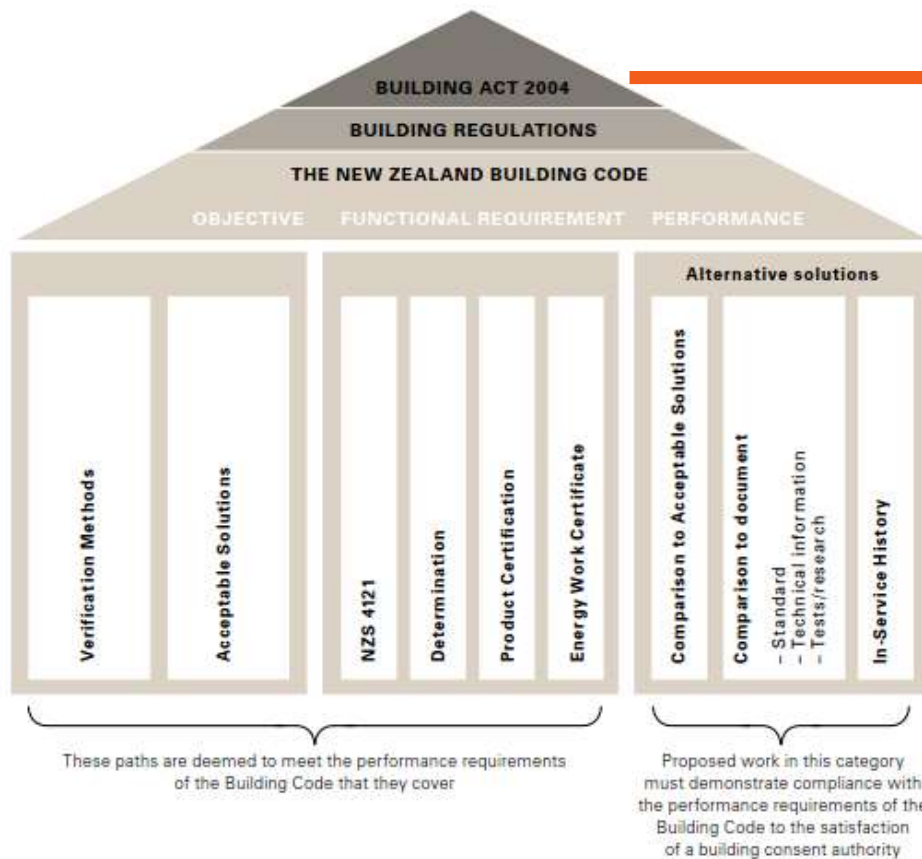 BUILDING ACT 2004
BUILDING REGULATIONS
THE NEW ZEALAND BUILDING CODE
OBJECTIVE FUNCTIONAL REQUIREMENT PERFORMANCE
Alternative solutions
Verification Methods
Acceptable Solutions
NZS 4121
Determination
Product Certification
Energy Work Certificate
Comparison to Acceptable Solutions
Comparison to document
– Standard
– Technical information
– Tests/research
In-Service History
These paths are deemed to meet the performance requirements
of the Building Code that they cover
Proposed work in this category
must demonstrate compliance with
the performance requirements of the
Building Code to the satisfaction
of a building consent authority